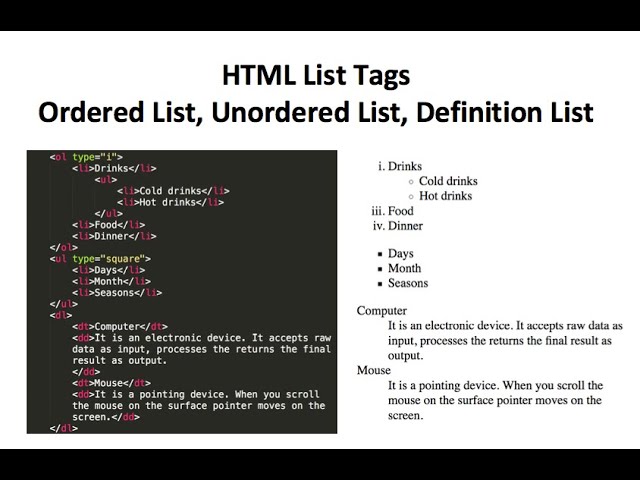 HTML List Tags
Ordered List, Unordered List, Definition List
<ol type="i">
<li>Drinks</li>
<ul>
<li>Cold drinks</li>
<li>Hot drinks</li>
</ul>
<li>Food</li>
<li>Dinner</li>
</ol>
<ul type="square">
<li>Days</li>
<li>Month</li>
<li>Seasons</li>
</ul>
<dl>
<dt>Computer</dt>
<dd>It is an electronic device. It accepts raw
data as input, processes the returns the final
result as output.
</dd>
<dt>Mouse</dt>
<dd>It is a pointing device. When you scroll
the mouse on the surface pointer moves on the
screen.</dd>
</dl>
i. Drinks
◦ Cold drinks
◦ Hot drinks
iii. Food
iv. Dinner
▪ Days
▪ Month
▪ Seasons
Computer
It is an electronic device. It accepts raw data as
input, processes the returns the final result as
output.
Mouse
It is a pointing device. When you scroll the
mouse on the surface pointer moves on the
screen.